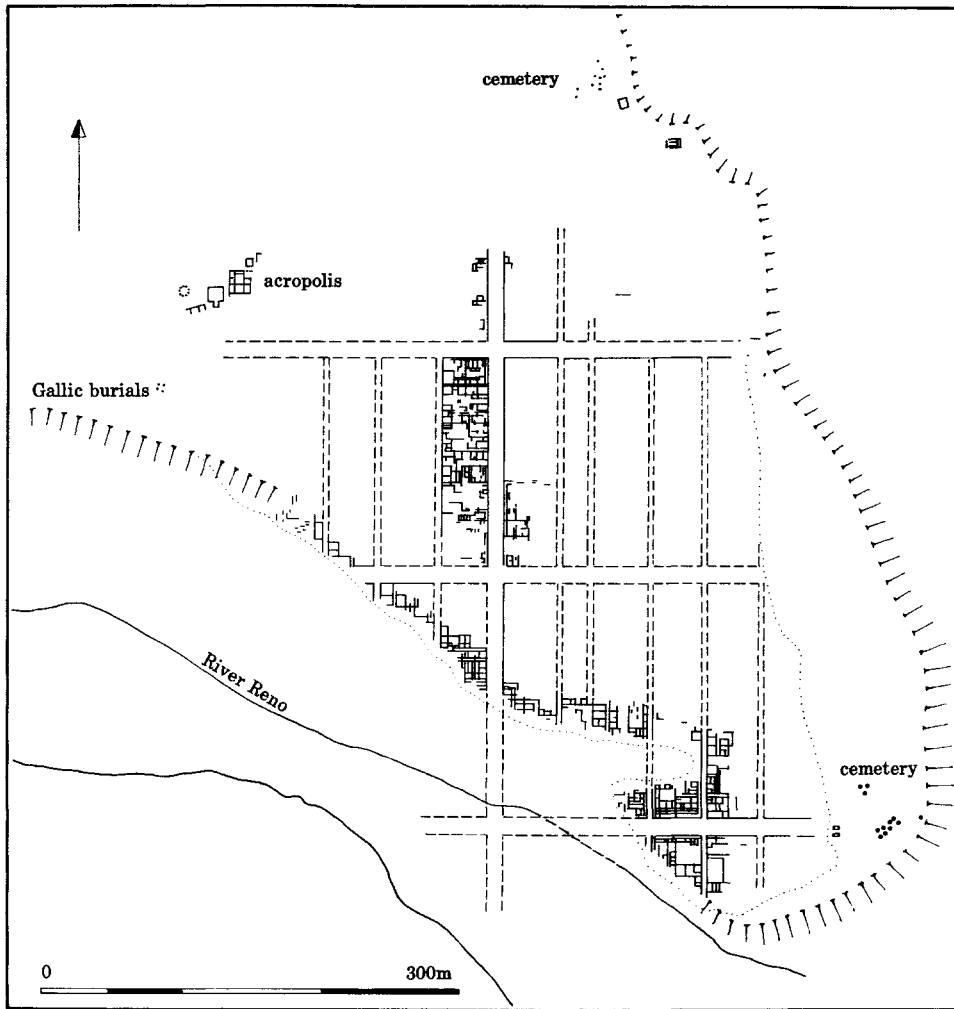 cemetery
acropolis
Gallic burials
River Reno
cemetery
0 300m